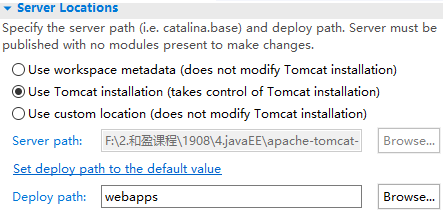 Server Locations
Specify the server path (i.e. catalina.base) and deploy path. Server must be
published with no modules present to make changes.
Use workspace metadata (does not modify Tomcat installation)
Use Tomcat installation (takes control of Tomcat installation)
Use custom location (does not modify Tomcat installation)
Server path: F:\2.和盈课程\1908\4.javaEE\apache-tomcat- Browse...
Set deploy path to the default value
Deploy path: webapps Browse...